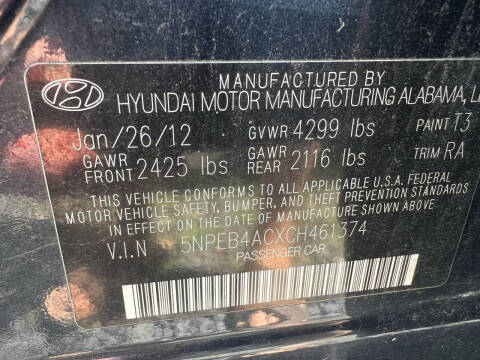 MANUFACTURED BY
HYUNDAI MOTOR MANUFACTURING ALABAMA,
Jan/26/12 GVWR 4299 lbs PAINT T3
GAWR FRONT 2425 lbs GAWR REAR 2116 lbs TRIM RA
THIS VEHICLE CONFORMS TO ALL APPLICABLE U.S.A. FEDERAL
MOTOR VEHICLE SAFETY, BUMPER, AND THEFT PREVENTION
STANDARDS IN EFFECT ON THE DATE OF MANUFACTURE SHOWN ABOVE.
V.I.N 5NPEB4ACXCH461374
PASSENGER CAR